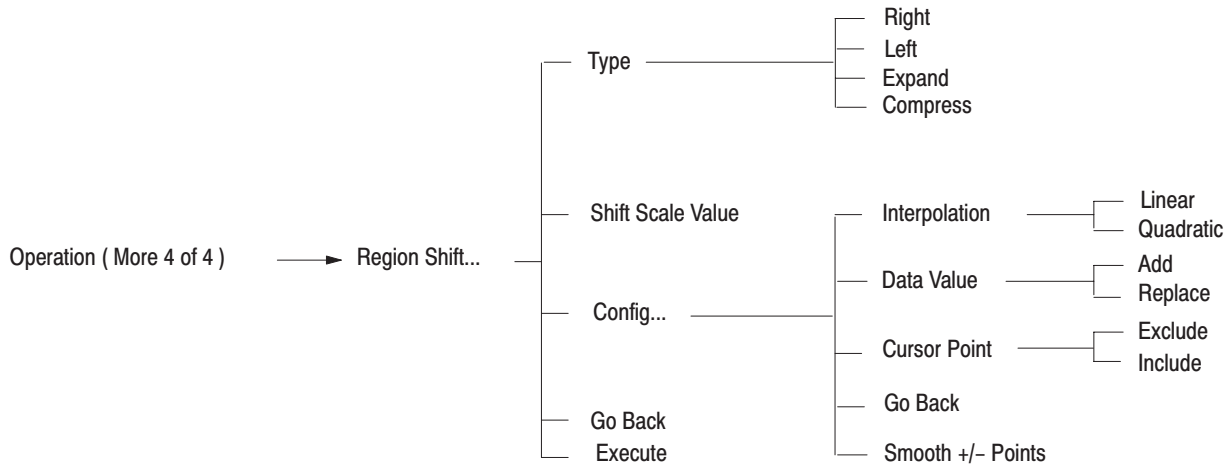 Right
Left
Type
Expand
Compress
Linear
Shift Scale Value
Interpolation
Quadratic
Operation ( More 4 of 4 )
Region Shift...
Add
Data Value
Replace
Config...
Exclude
Cursor Point
Include
Go Back
Go Back
Execute
Smooth +/– Points